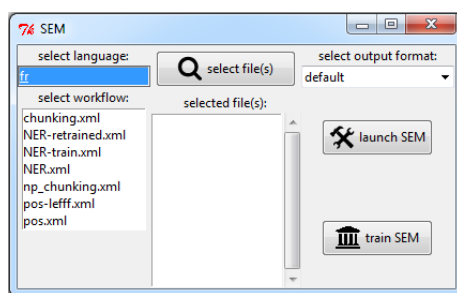 SEM
select language:
fr
select workflow:
chunking.xml
NER-retrained.xml
NER-train.xml
NER.xml
np_chunking.xml
pos-lefff.xml
pos.xml
select file(s)
selected file(s):
select output format:
default
launch SEM
train SEM